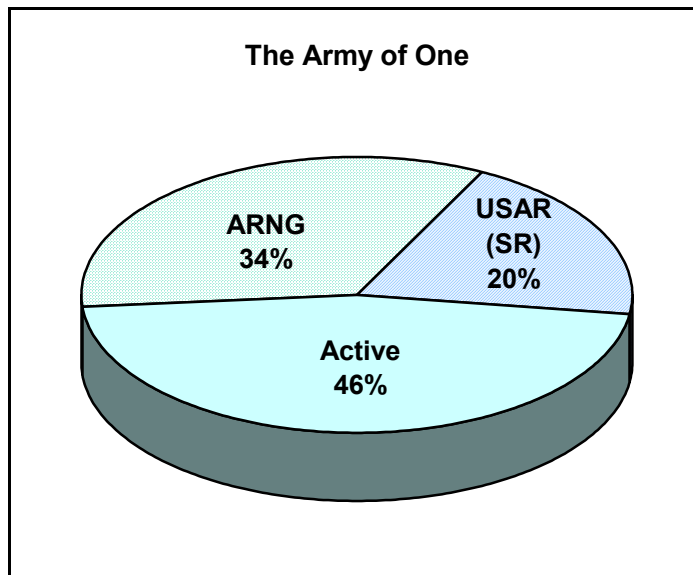 The Army of One
ARNG
34%
USAR
(SR)
20%
Active
46%